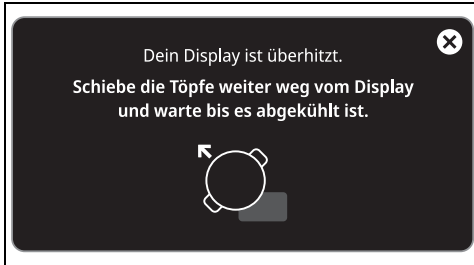 Dein Display ist überhitzt.
Schiebe die Töpfe weiter weg vom Display
und warte bis es abgekühlt ist.